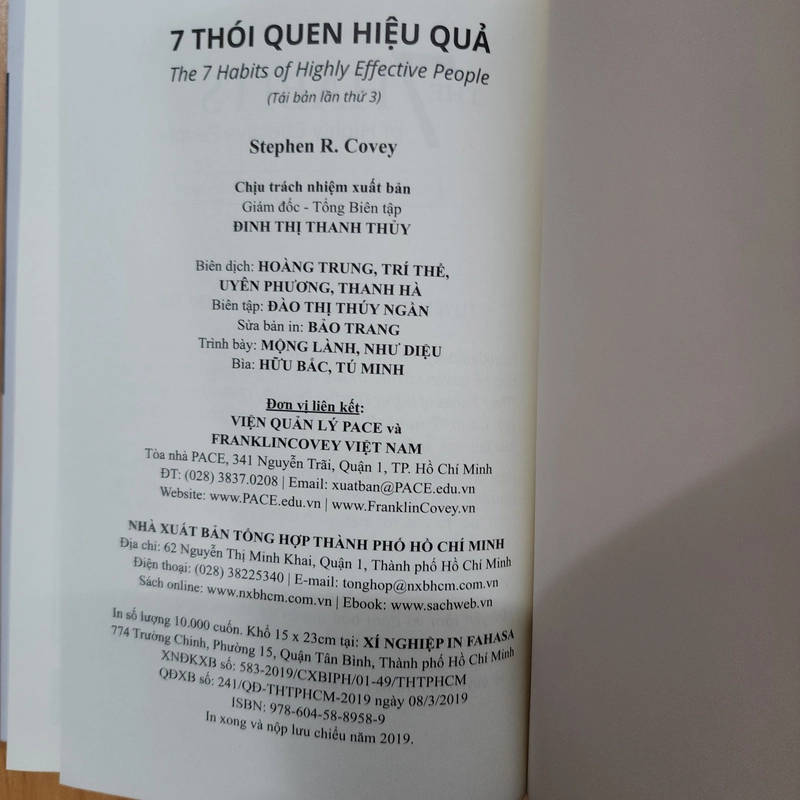 7 THÓI QUEN HIỆU QUẢ
The 7 Habits of Highly Effective People
(Tái bản lần thứ 3)
Stephen R. Covey
Chịu trách nhiệm xuất bản
Giám đốc - Tổng Biên tập
ĐINH THỊ THANH THỦY
Biên dịch: HOÀNG TRUNG, TRÍ THỂ,
UYÊN PHƯƠNG, THANH HÀ
Biên tập: ĐÀO THỊ THÚY NGÀN
Sửa bản in: BẢO TRANG
Trình bày: MỘNG LÀNH, NHƯ DIỆU
Bìa: HỮU BẮC, TÚ MINH
Đơn vị liên kết:
VIỆN QUẢN LÝ PACE và
FRANKLINCOVEY VIỆT NAM
Tòa nhà PACE, 341 Nguyễn Trãi, Quận 1, TP. Hồ Chí Minh
ĐT: (028) 3837.0208 | Email: xuatban@PACE.edu.vn
Website: www.PACE.edu.vn | www.FranklinCovey.vn
NHÀ XUẤT BẢN TỔNG HỢP THÀNH PHỐ HỒ CHÍ MINH
Địa chỉ: 62 Nguyễn Thị Minh Khai, Quận 1, Thành phố Hồ Chí Minh
Điện thoại: (028) 38225340 | E-mail: tonghop@nxbhcm.com.vn
Sách online: www.nxbhcm.com.vn | Ebook: www.sachweb.vn
In số lượng 10.000 cuốn. Khổ 15 x 23cm tại: XÍ NGHIỆP IN FAHASA
774 Trường Chinh, Phường 15, Quận Tân Bình, Thành phố Hồ Chí Minh
XNĐKXB số: 583-2019/CXBIPH/01-49/THTPHCM
QĐXB số: 241/QĐ-THTPHCM-2019 ngày 08/3/2019
ISBN: 978-604-58-8958-9
In xong và nộp lưu chiểu năm 2019.